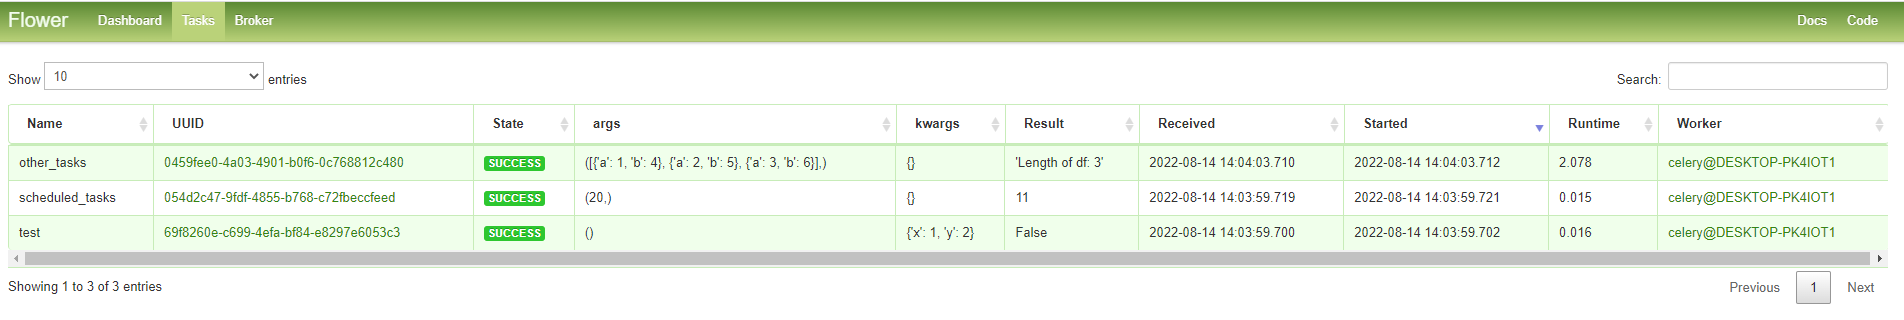 Flower Dashboard Tasks Broker Docs Code
Show 10 entries Search:
Name UUID State args kwargs Result Received Started Runtime Worker
other_tasks 0459fee0-4a03-4901-b0f6-0c768812c480 SUCCESS ([{'a': 1, 'b': 4}, {'a': 2, 'b': 5}, {'a': 3, 'b': 6}],) {} 'Length of df: 3' 2022-08-14 14:04:03.710 2022-08-14 14:04:03.712 2.078 celery@DESKTOP-PK4IOT1
scheduled_tasks 054d2c47-9fdf-4855-b768-c72fbeccfeed SUCCESS (20,) {} 11 2022-08-14 14:03:59.719 2022-08-14 14:03:59.721 0.015 celery@DESKTOP-PK4IOT1
test 69f8260e-c699-4efa-bf84-e8297e6053c3 SUCCESS () {'x': 1, 'y': 2} False 2022-08-14 14:03:59.700 2022-08-14 14:03:59.702 0.016 celery@DESKTOP-PK4IOT1
Showing 1 to 3 of 3 entries Previous 1 Next